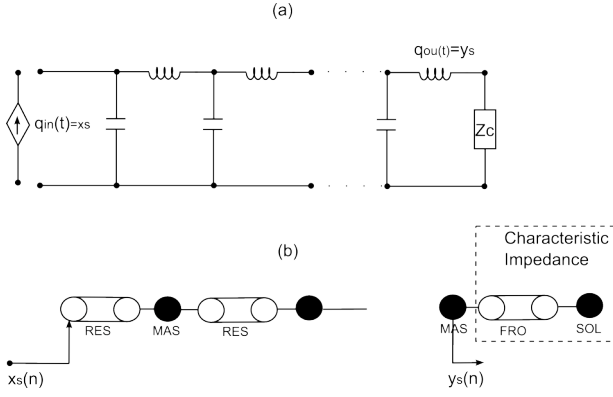 (a)
qou(t)=ys
qin(t)=xs
Zc
Characteristic
Impedance
(b)
RES MAS RES MAS FRO SOL
xs(n) ys(n)